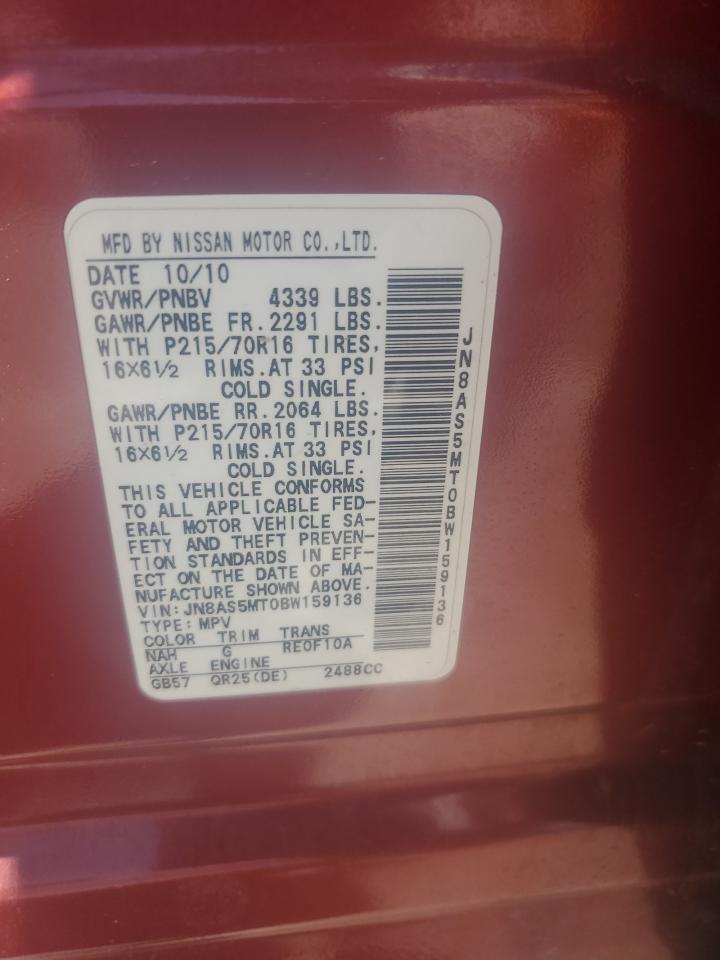 MFD BY NISSAN MOTOR CO.,LTD.
DATE 10/10
GVWR/PNBV 4339 LBS.
GAWR/PNBE FR. 2291 LBS.
WITH P215/70R16 TIRES,
16X6½ RIMS. AT 33 PSI
COLD SINGLE.
GAWR/PNBE RR. 2064 LBS.
WITH P215/70R16 TIRES,
16X6½ RIMS. AT 33 PSI
COLD SINGLE.
THIS VEHICLE CONFORMS
TO ALL APPLICABLE FED-
ERAL MOTOR VEHICLE SA-
FETY AND THEFT PREVEN-
TION STANDARDS IN EFF-
ECT ON THE DATE OF MA-
NUFACTURE SHOWN ABOVE.
VIN: JN8AS5MT0BW159136
TYPE: MPV
COLOR TRIM TRANS
NAH G RE0F10A
AXLE ENGINE
GB57 QR25(DE) 2488CC
JN8AS5MT0BW159136